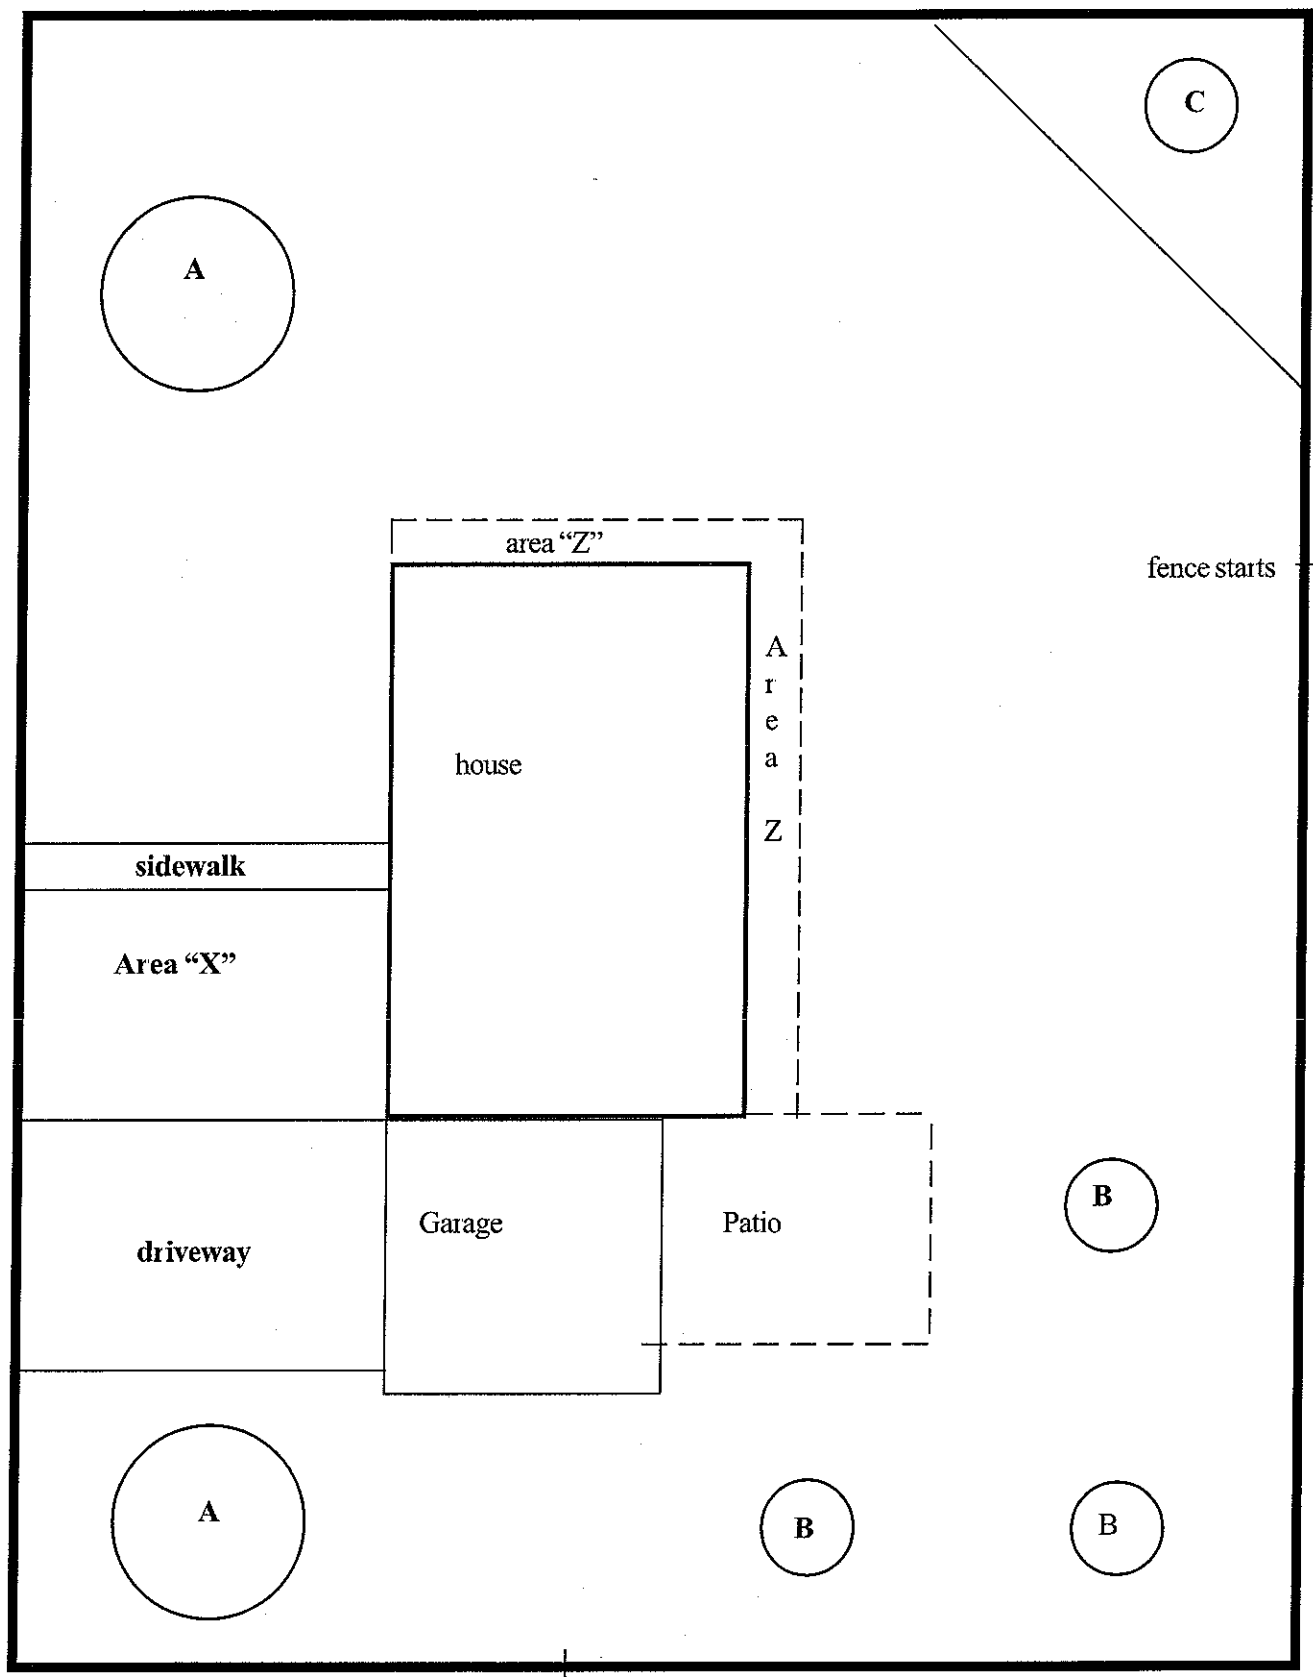 C
A
area “Z”
fence starts
A
r
e
a
Z
house
sidewalk
Area “X”
B
Garage
Patio
driveway
A
B
B